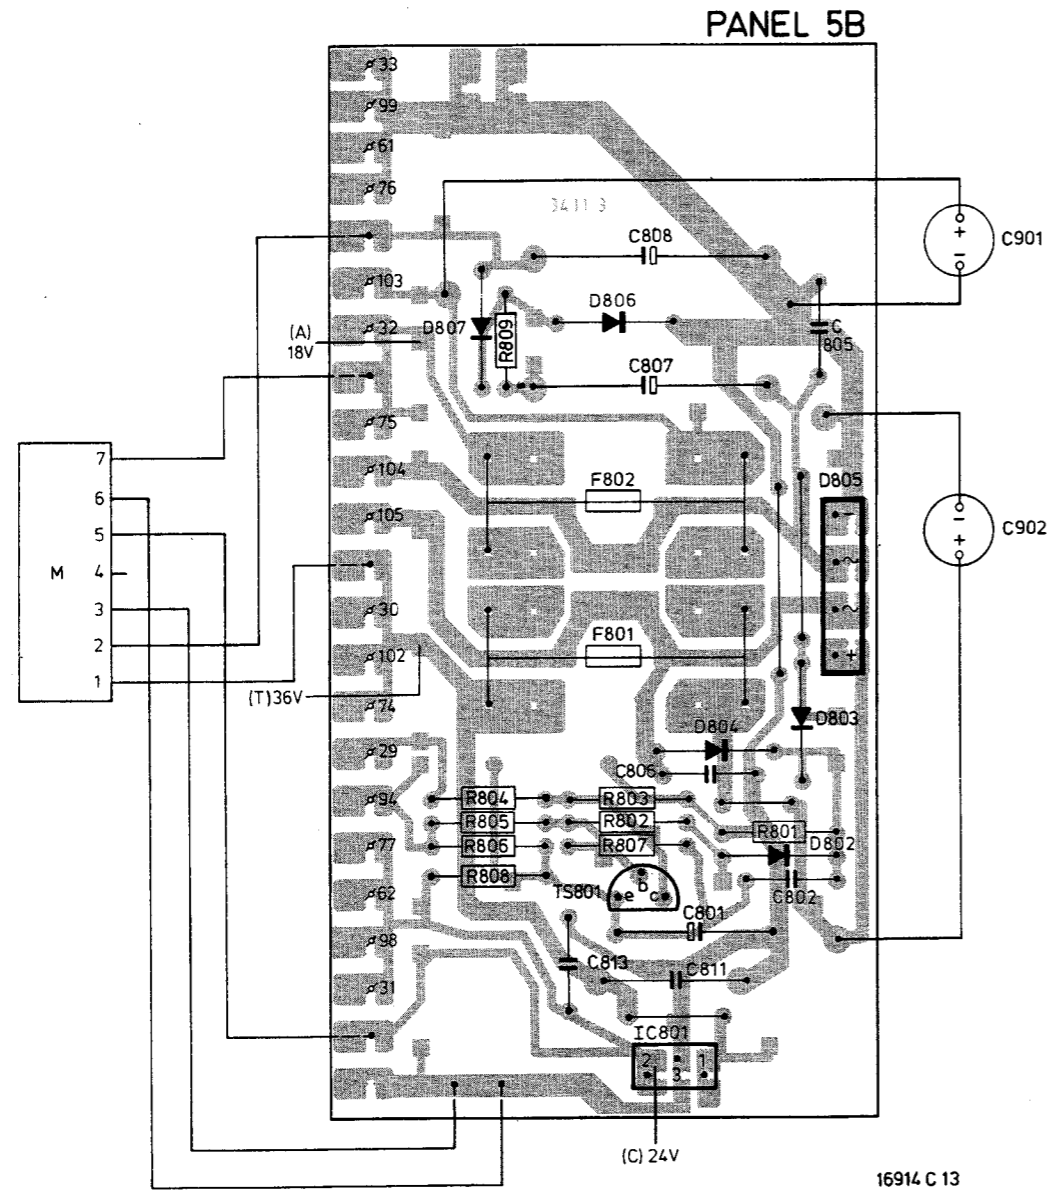 PANEL 5B
33
99
61
76
3411 3
C808
+
−
C901
103
D806
(A)
18V
32
D807
R809
C
805
C807
75
7
104
F802
D805
6
−
5
105
~
−
+
C902
M
4
3
30
~
F801
2
102
+
1
(T)36V
74
D804
D803
29
C806
94
R804
R803
R805
R802
R801
77
R806
R807
D802
R808
62
TS801
e
b
c
C802
C801
98
C813
C811
31
IC801
2
3
1
(C) 24V
16914 C 13